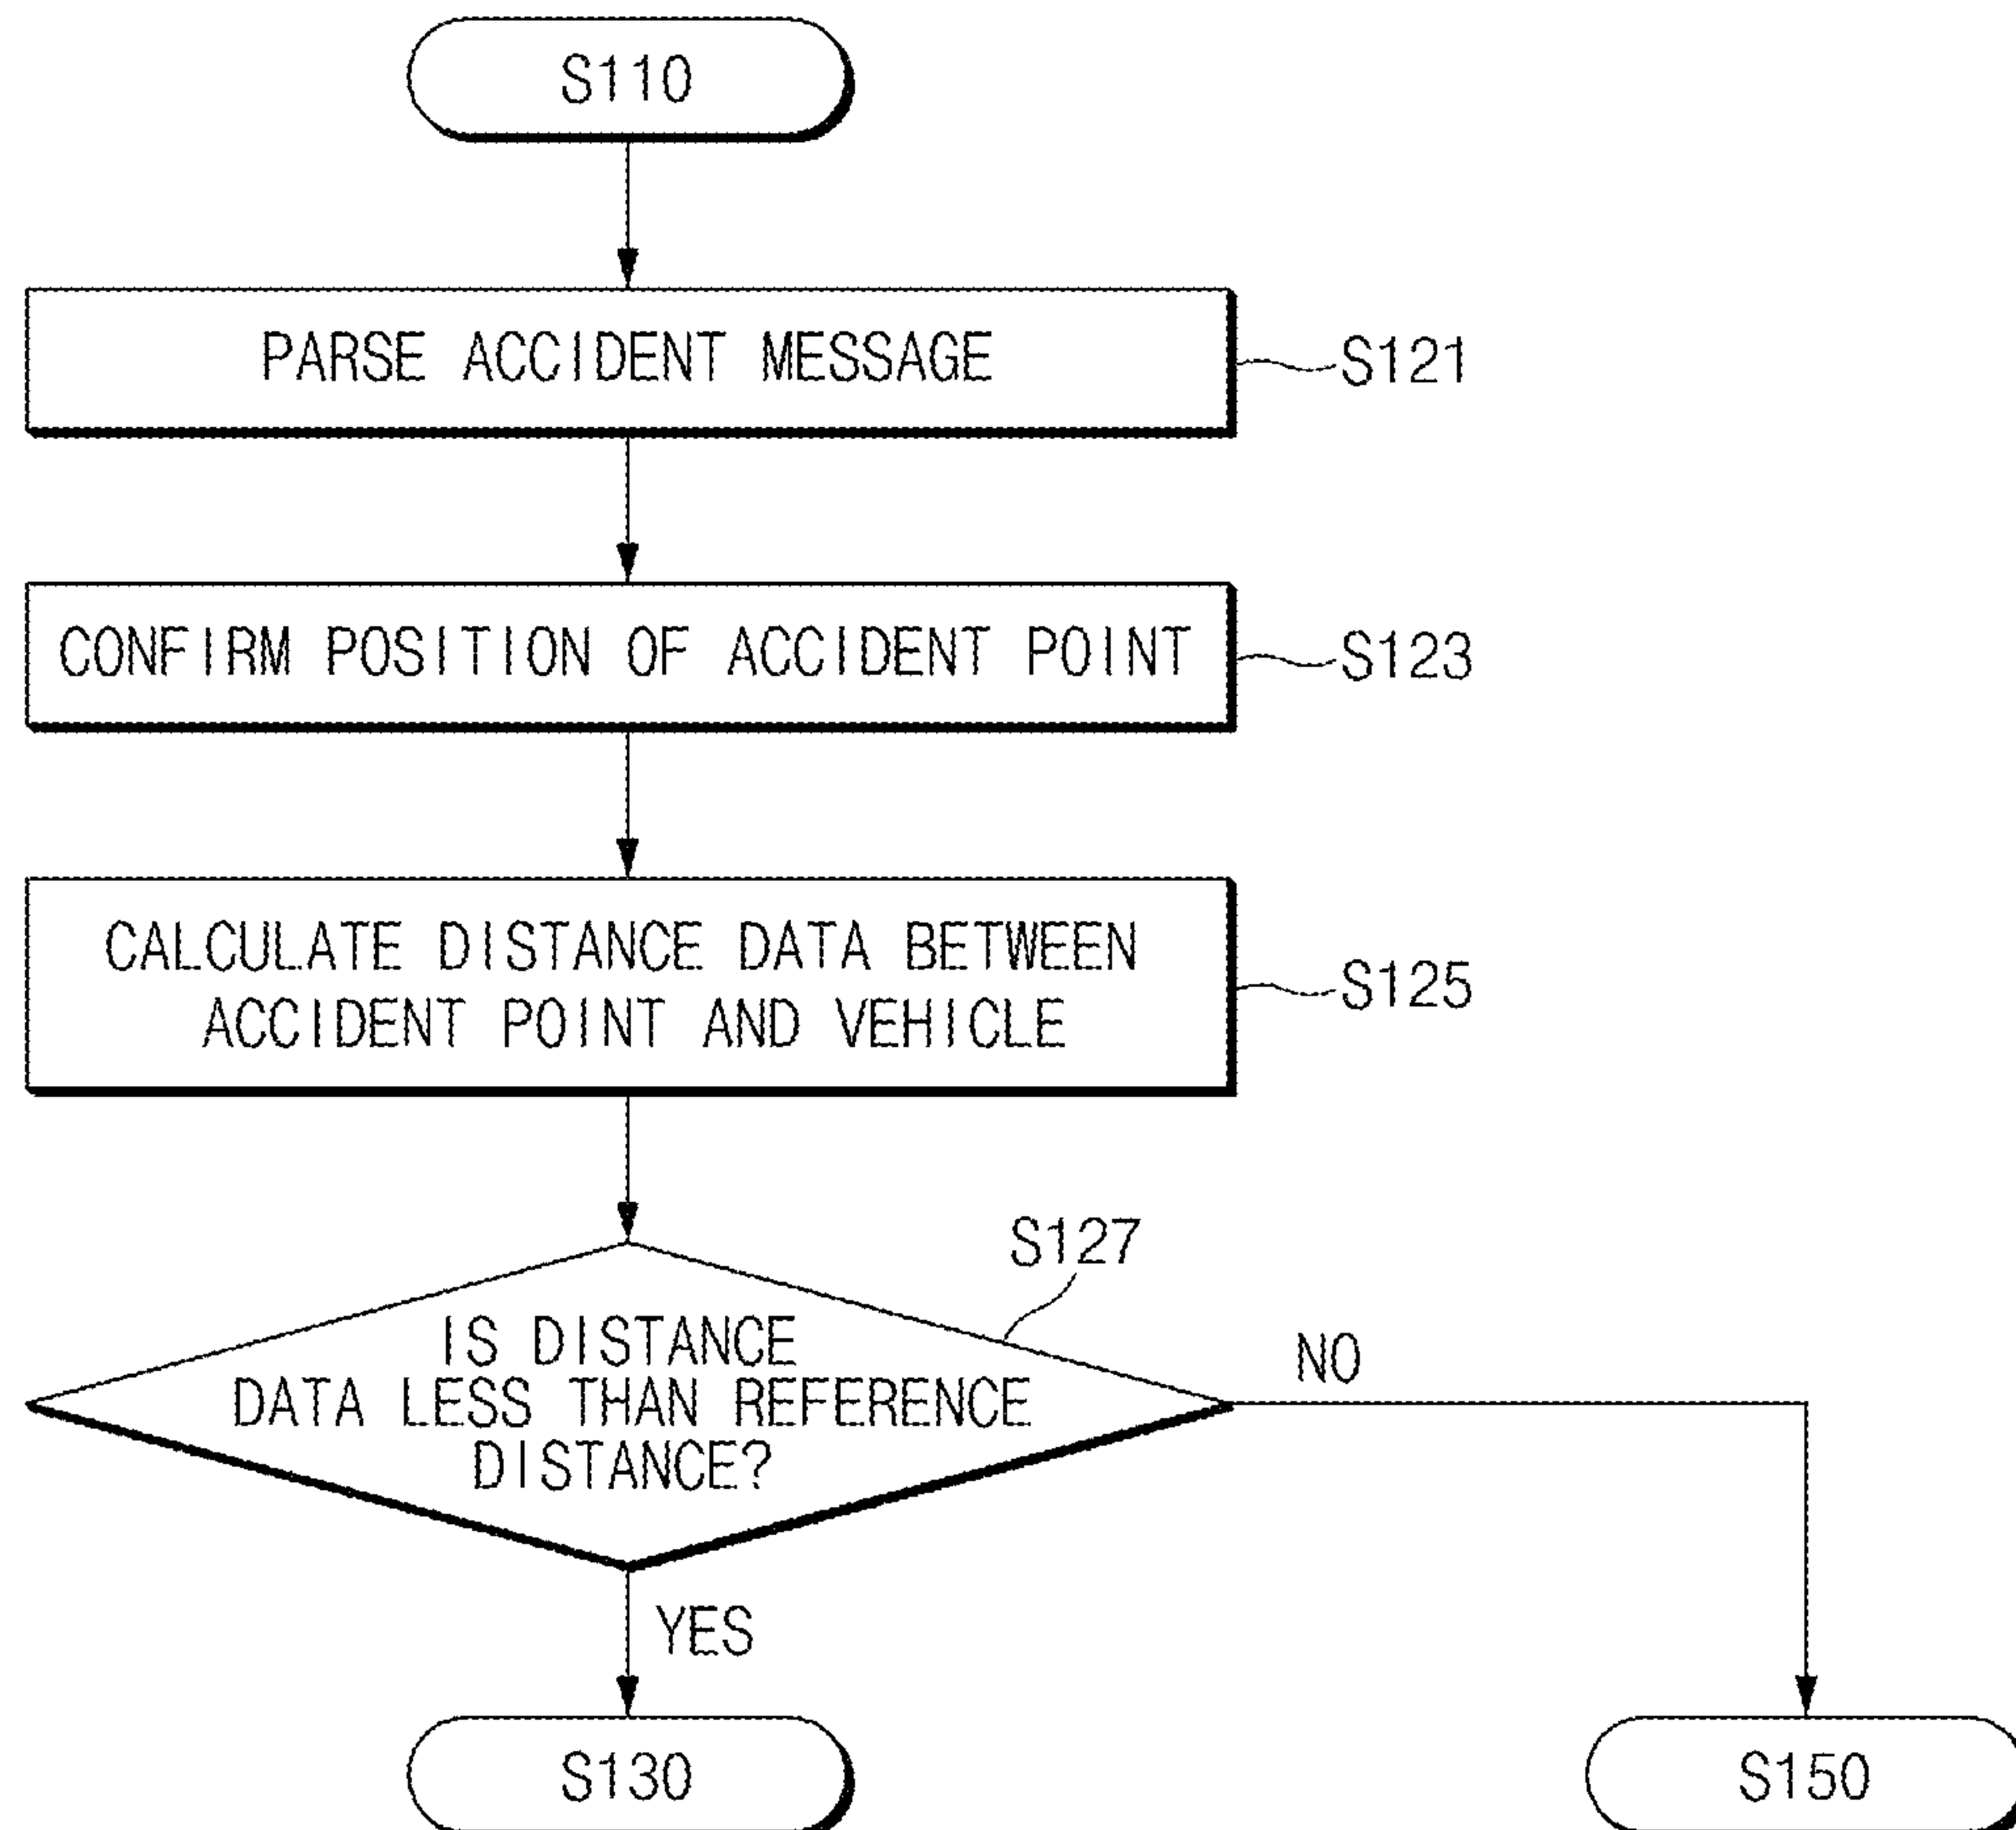 S110
PARSE ACCIDENT MESSAGE
S121
CONFIRM POSITION OF ACCIDENT POINT
S123
CALCULATE DISTANCE DATA BETWEEN
ACCIDENT POINT AND VEHICLE
S125
S127
IS DISTANCE
DATA LESS THAN REFERENCE
DISTANCE?
NO
YES
S130
S150